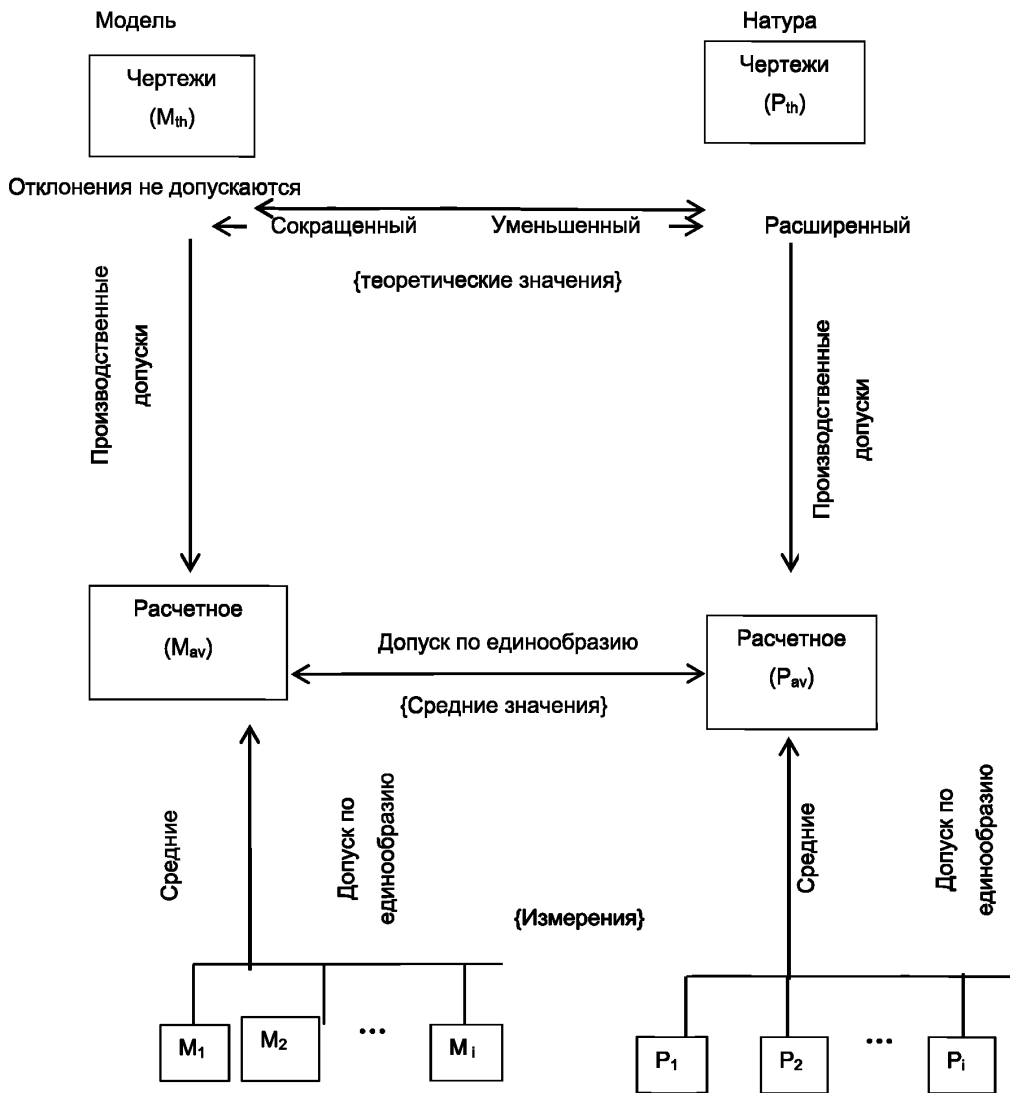 Модель
Натура
Чертежи
(Mth)
Чертежи
(Pth)
Отклонения не допускаются
Сокращенный
Уменьшенный
Расширенный
{теоретические значения}
Производственные
допуски
Производственные
допуски
Расчетное
(Mav)
Допуск по единообразию
{Средние значения}
Расчетное
(Pav)
Средние
Допуск по
единообразию
{Измерения}
Средние
Допуск по
единообразию
M1
M2
...
M i
P1
P2
...
Pi